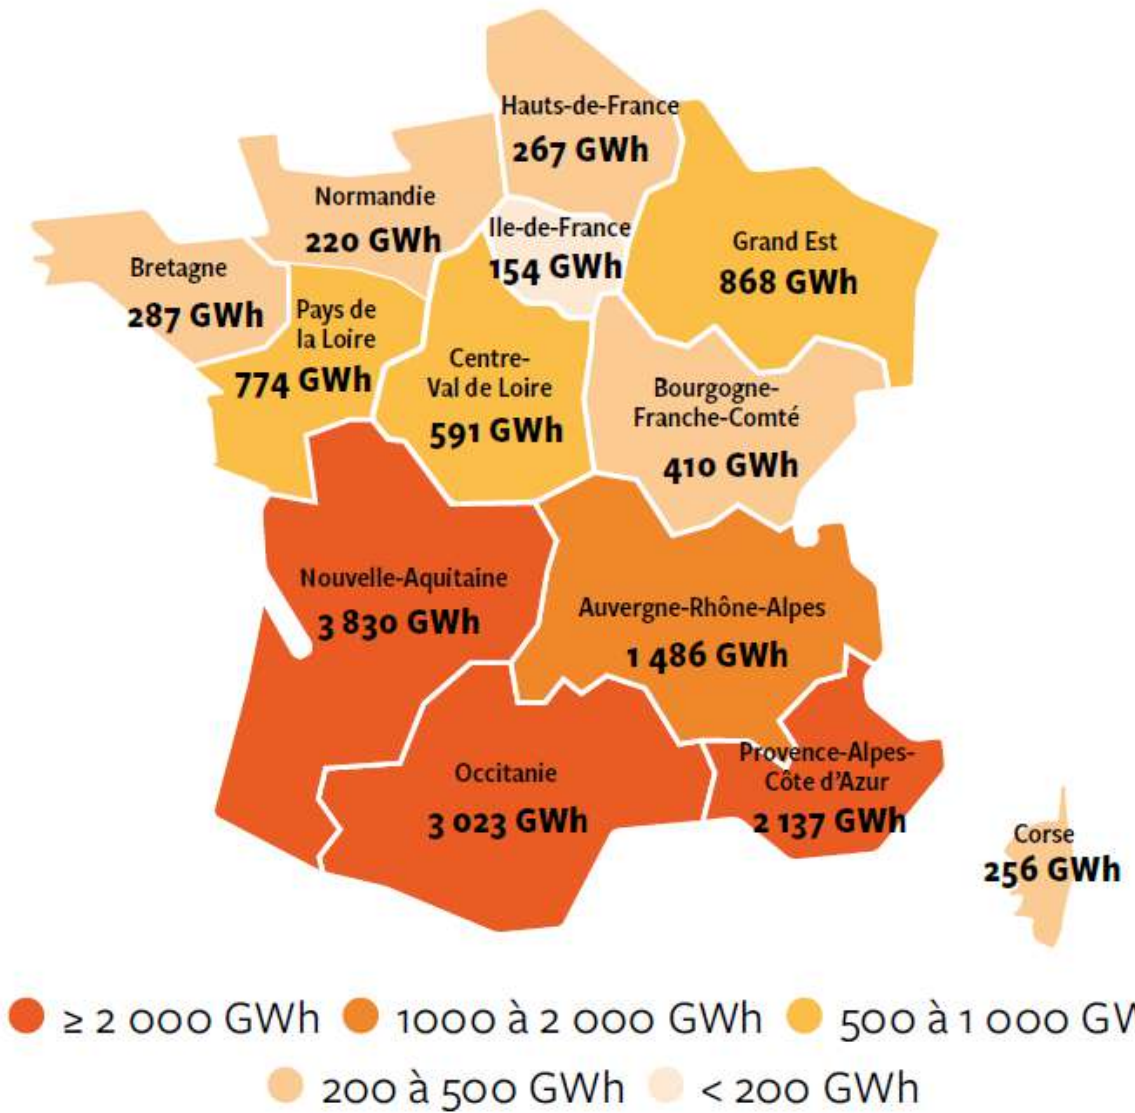 Hauts-de-France
267 GWh
Normandie
220 GWh
Ile-de-France
154 GWh
Grand Est
868 GWh
Bretagne
287 GWh
Pays de
la Loire
774 GWh
Centre-
Val de Loire
591 GWh
Bourgogne-
Franche-Comté
410 GWh
Nouvelle-Aquitaine
3 830 GWh
Auvergne-Rhône-Alpes
1 486 GWh
Occitanie
3 023 GWh
Provence-Alpes-
Côte d'Azur
2 137 GWh
Corse
256 GWh
≥ 2 000 GWh 1000 à 2 000 GWh 500 à 1 000 GW
200 à 500 GWh < 200 GWh